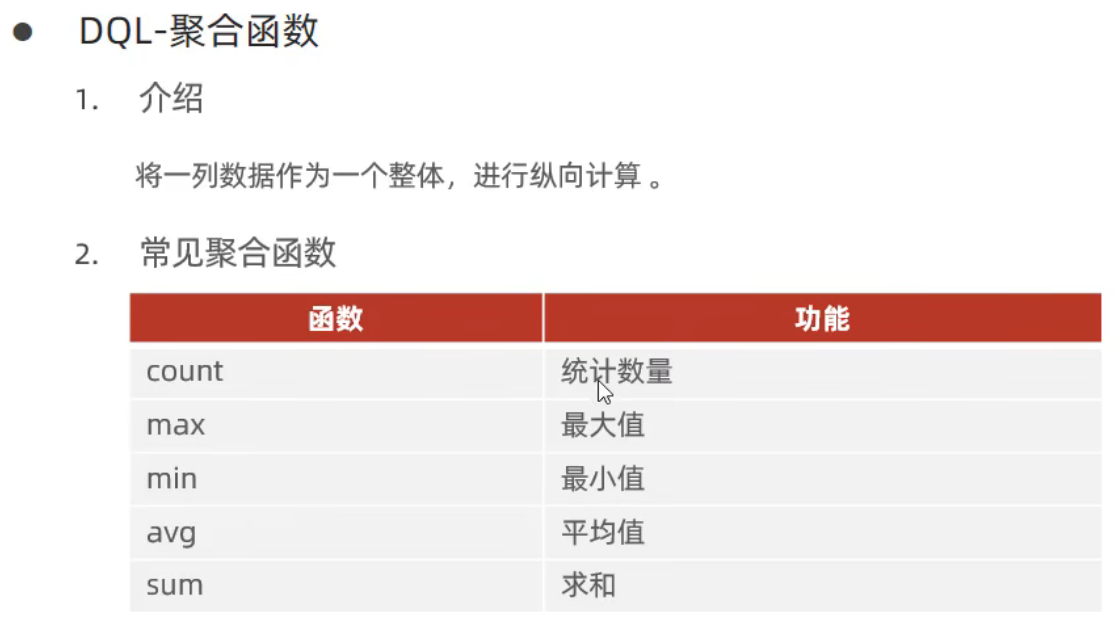 DQL-聚合函数
1. 介绍
将一列数据作为一个整体，进行纵向计算 。
2. 常见聚合函数
函数 功能
count 统计数量
max 最大值
min 最小值
avg 平均值
sum 求和